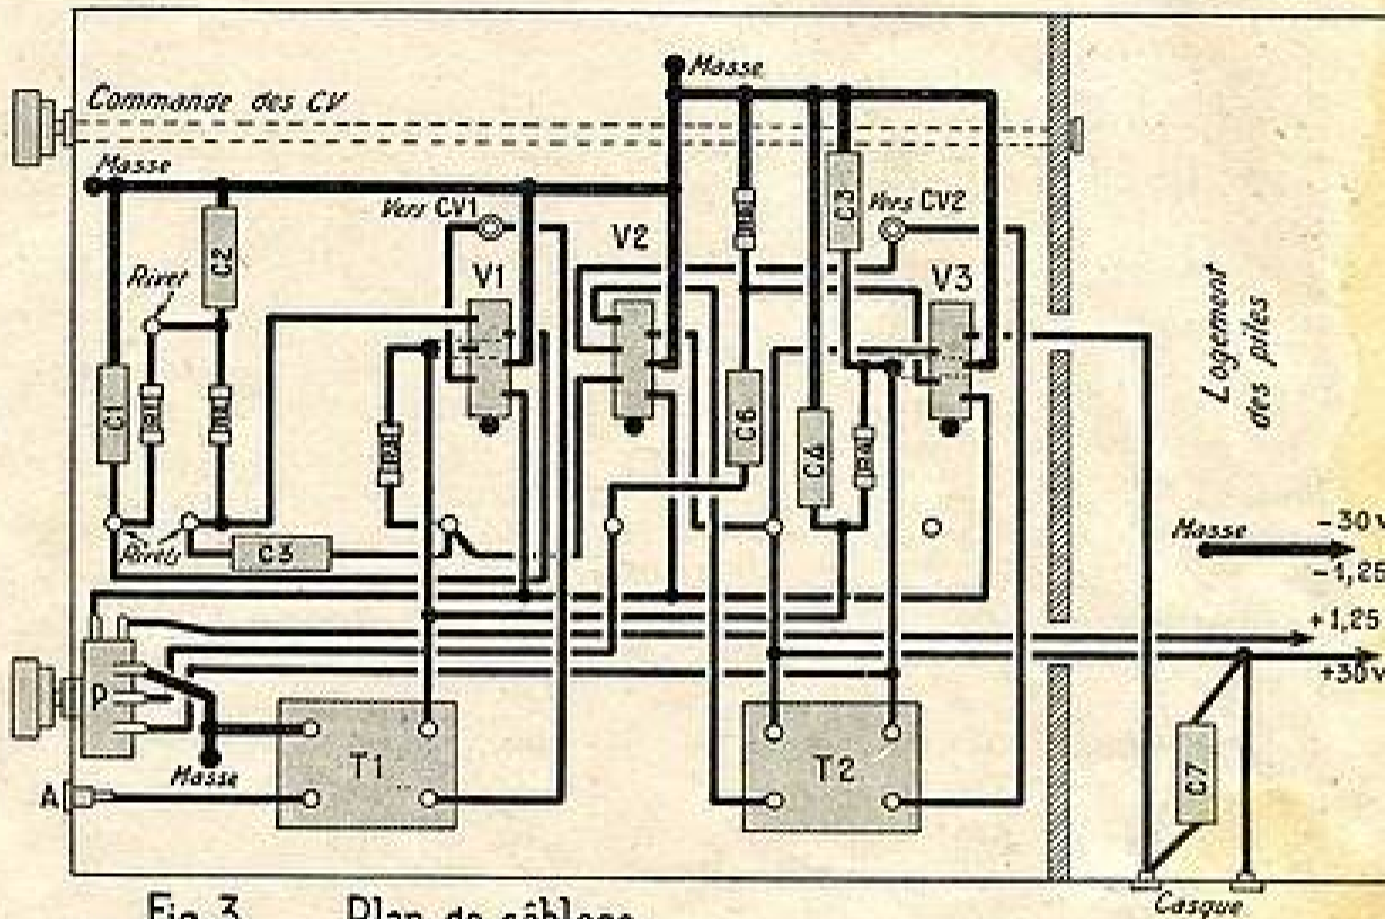 Masse
Commande des CV
Masse
Vers CV1
V2
C3
Vers CV2
C2
Rivet
V1
V3
Logement
des piles
C1
C6
C4
Rivets
C3
Masse
-30v
-1,25
+1,25
+30v
P
Masse
T1
T2
C7
A
Casque
Fig. 3. Plan de câblage